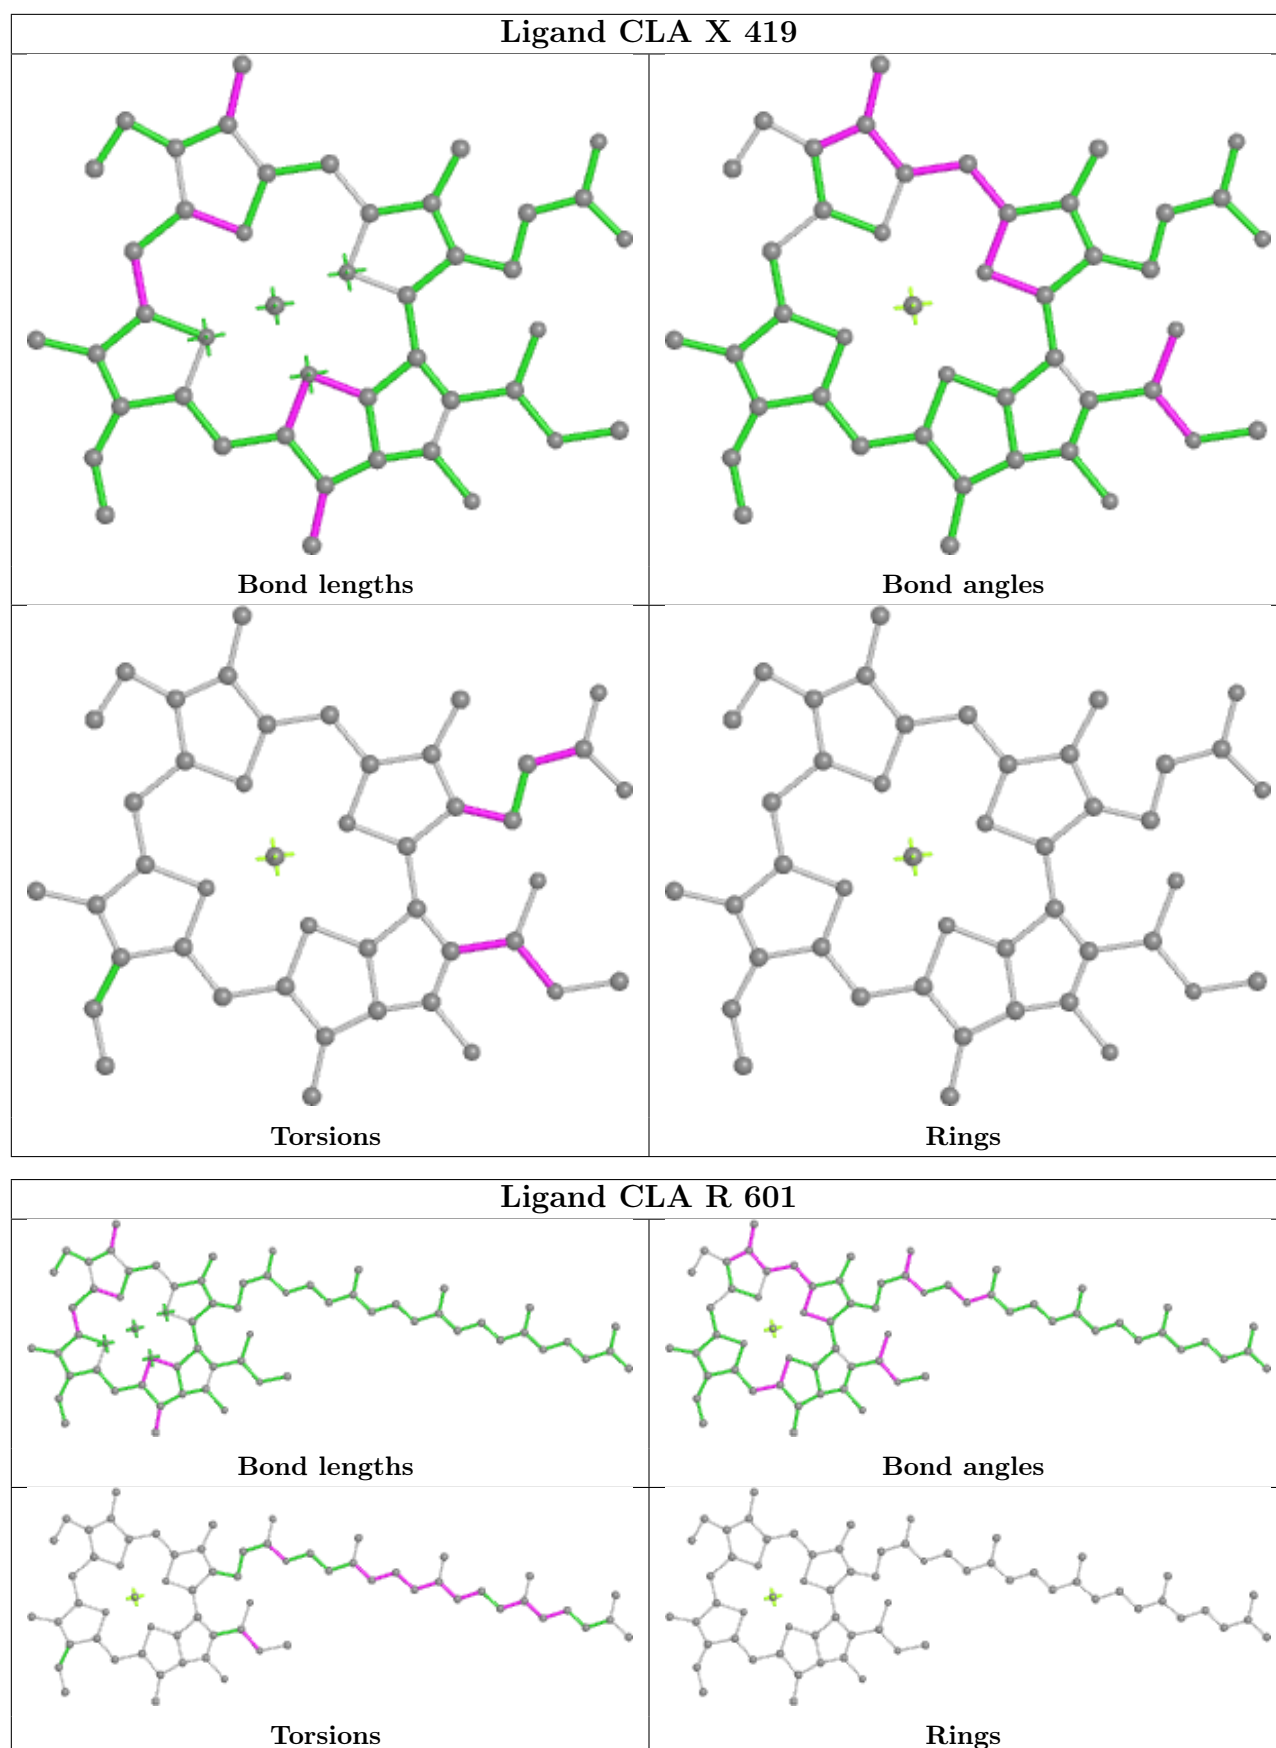 Ligand CLA X 419
Bond lengths
Bond angles
Torsions
Rings
Ligand CLA R 601
Bond lengths
Bond angles
Torsions
Rings